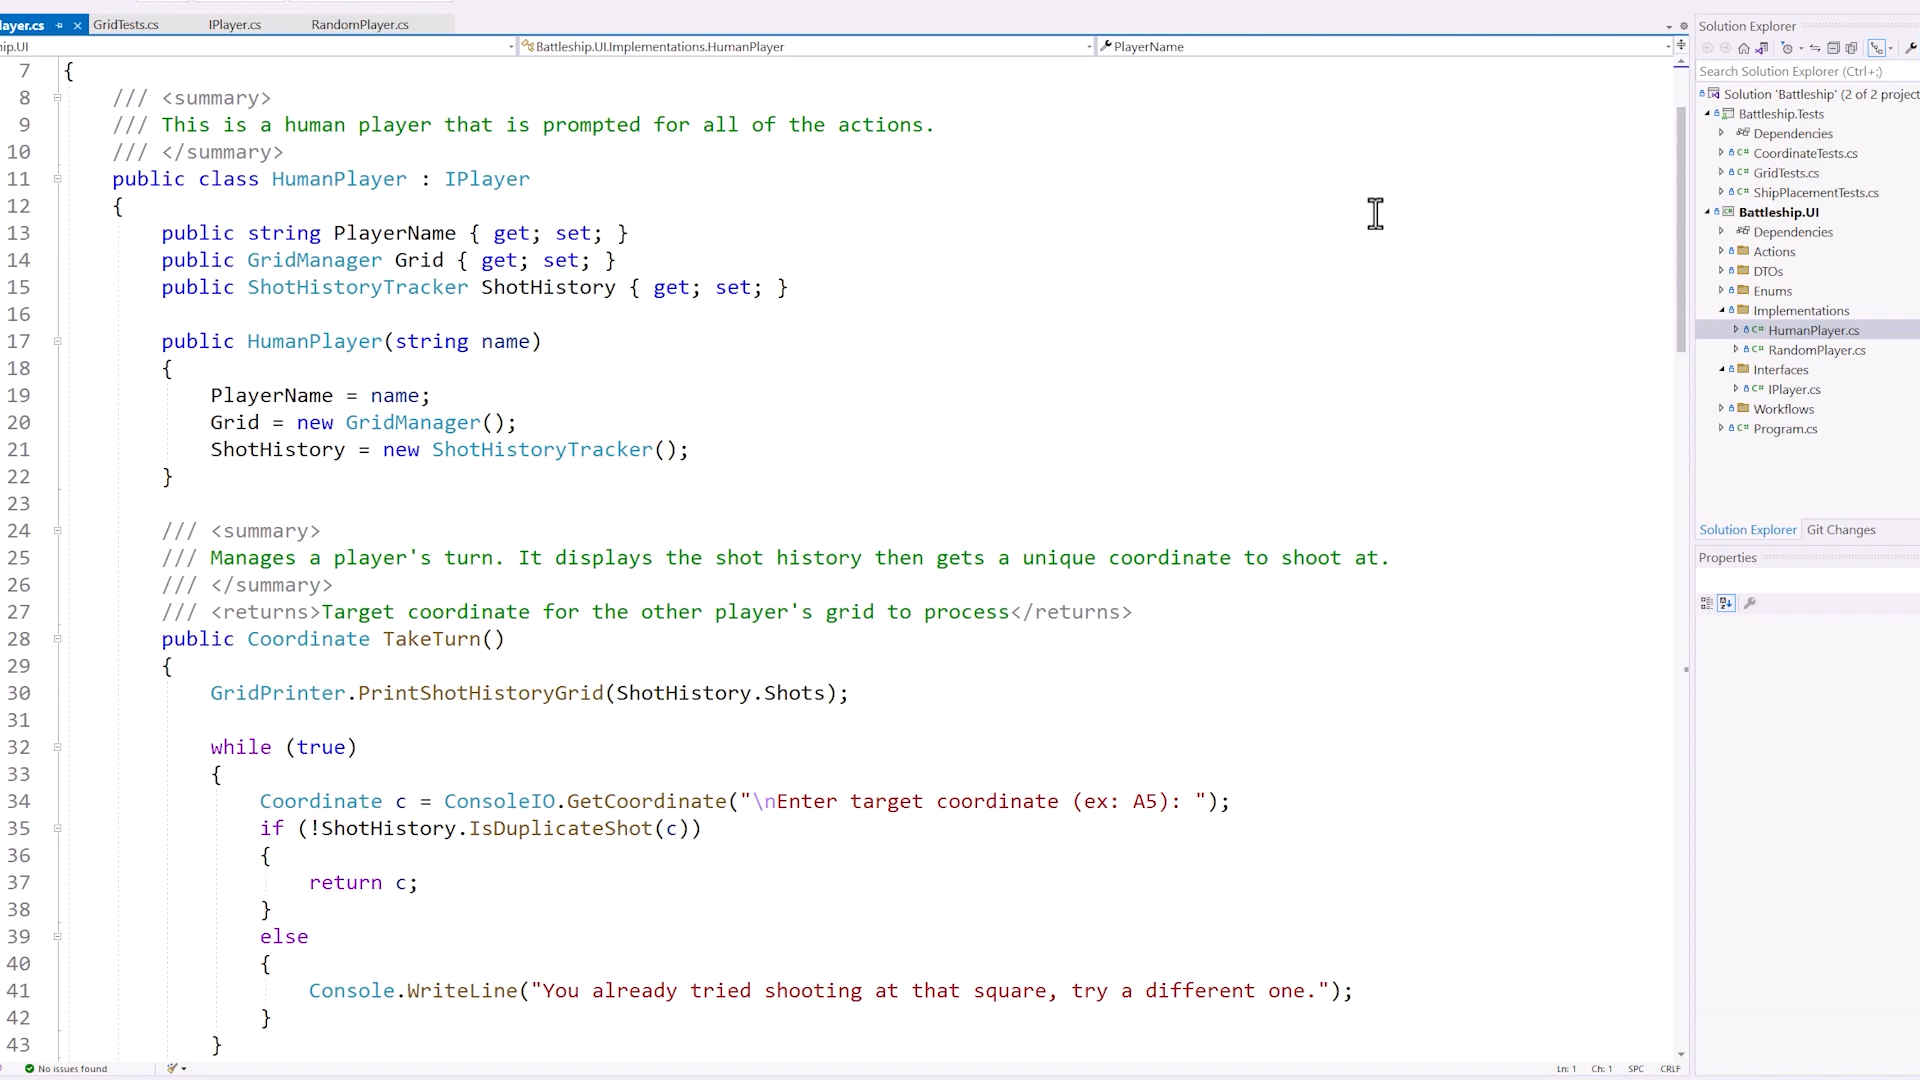 layer.cs
GridTests.cs
IPlayer.cs
RandomPlayer.cs
hip.UI
Battleship.UI.Implementations.HumanPlayer
PlayerName
7 {
8 /// <summary>
9 /// This is a human player that is prompted for all of the actions.
10 /// </summary>
11 public class HumanPlayer : IPlayer
12 {
13 public string PlayerName { get; set; }
14 public GridManager Grid { get; set; }
15 public ShotHistoryTracker ShotHistory { get; set; }
16
17 public HumanPlayer(string name)
18 {
19 PlayerName = name;
20 Grid = new GridManager();
21 ShotHistory = new ShotHistoryTracker();
22 }
23
24 /// <summary>
25 /// Manages a player's turn. It displays the shot history then gets a unique coordinate to shoot at.
26 /// </summary>
27 /// <returns>Target coordinate for the other player's grid to process</returns>
28 public Coordinate TakeTurn()
29 {
30 GridPrinter.PrintShotHistoryGrid(ShotHistory.Shots);
31
32 while (true)
33 {
34 Coordinate c = ConsoleIO.GetCoordinate("\nEnter target coordinate (ex: A5): ");
35 if (!ShotHistory.IsDuplicateShot(c))
36 {
37 return c;
38 }
39 else
40 {
41 Console.WriteLine("You already tried shooting at that square, try a different one.");
42 }
43 }
No issues found
Ln: 1 Ch: 1 SPC CRLF
Solution Explorer
Search Solution Explorer (Ctrl+;)
Solution 'Battleship' (2 of 2 project
Battleship.Tests
Dependencies
C# CoordinateTests.cs
C# GridTests.cs
C# ShipPlacementTests.cs
Battleship.UI
Dependencies
Actions
DTOs
Enums
Implementations
C# HumanPlayer.cs
C# RandomPlayer.cs
Interfaces
C# IPlayer.cs
Workflows
C# Program.cs
Solution Explorer Git Changes
Properties